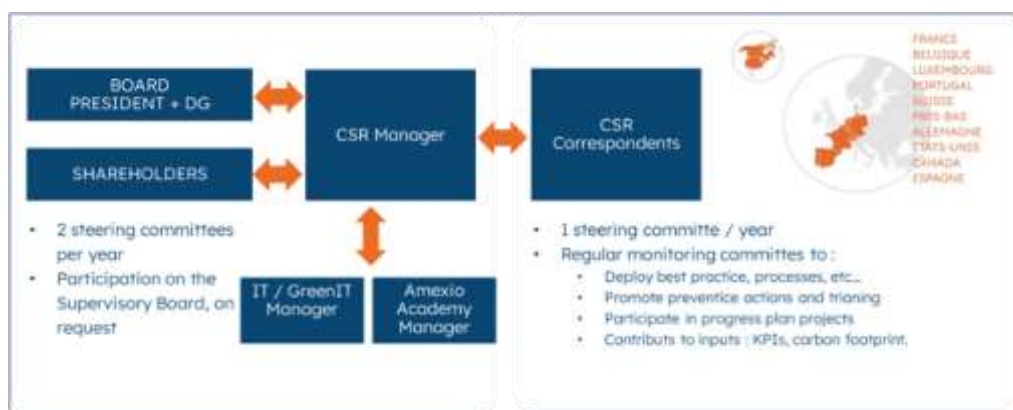 BOARD
PRESIDENT + DG
SHAREHOLDERS
CSR Manager
• 2 steering committees
per year
• Participation on the
Supervisory Board, on
request
IT / GreenIT
Manager
Amexio
Academy
Manager
CSR
Correspondents
FRANCE
BELGIQUE
LUXEMBOURG
PORTUGAL
SUISSE
PAYS-BAS
ALLEMAGNE
ÉTATS-UNIS
CANADA
ESPAGNE
• 1 steering committe / year
• Regular monitoring committees to :
• Deploy best practice, processes, etc...
• Promote preventice actions and trioning
• Participate in progress plan projects
• Contributs to inputs : KPIs, carbon footprint.